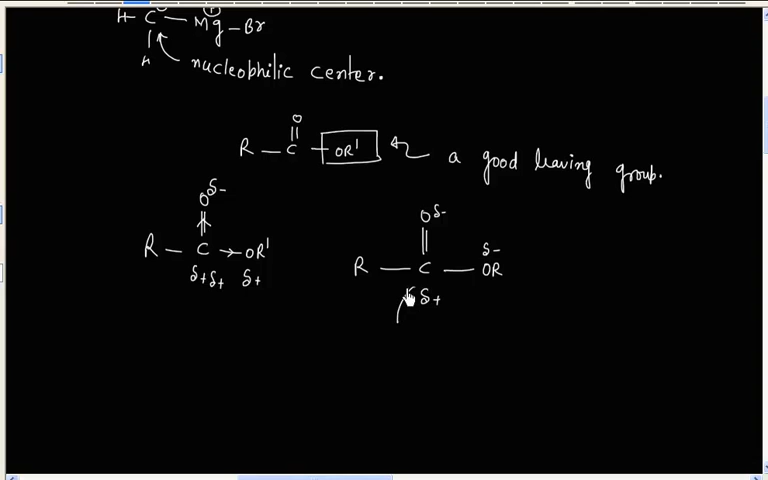 H C — Mg — Br
H
nucleophilic center.
O
R — C — OR' a good leaving group.
O δ-
R — C → OR'
δ+ δ+ δ+
O δ-
δ-
R — C — OR
δ+